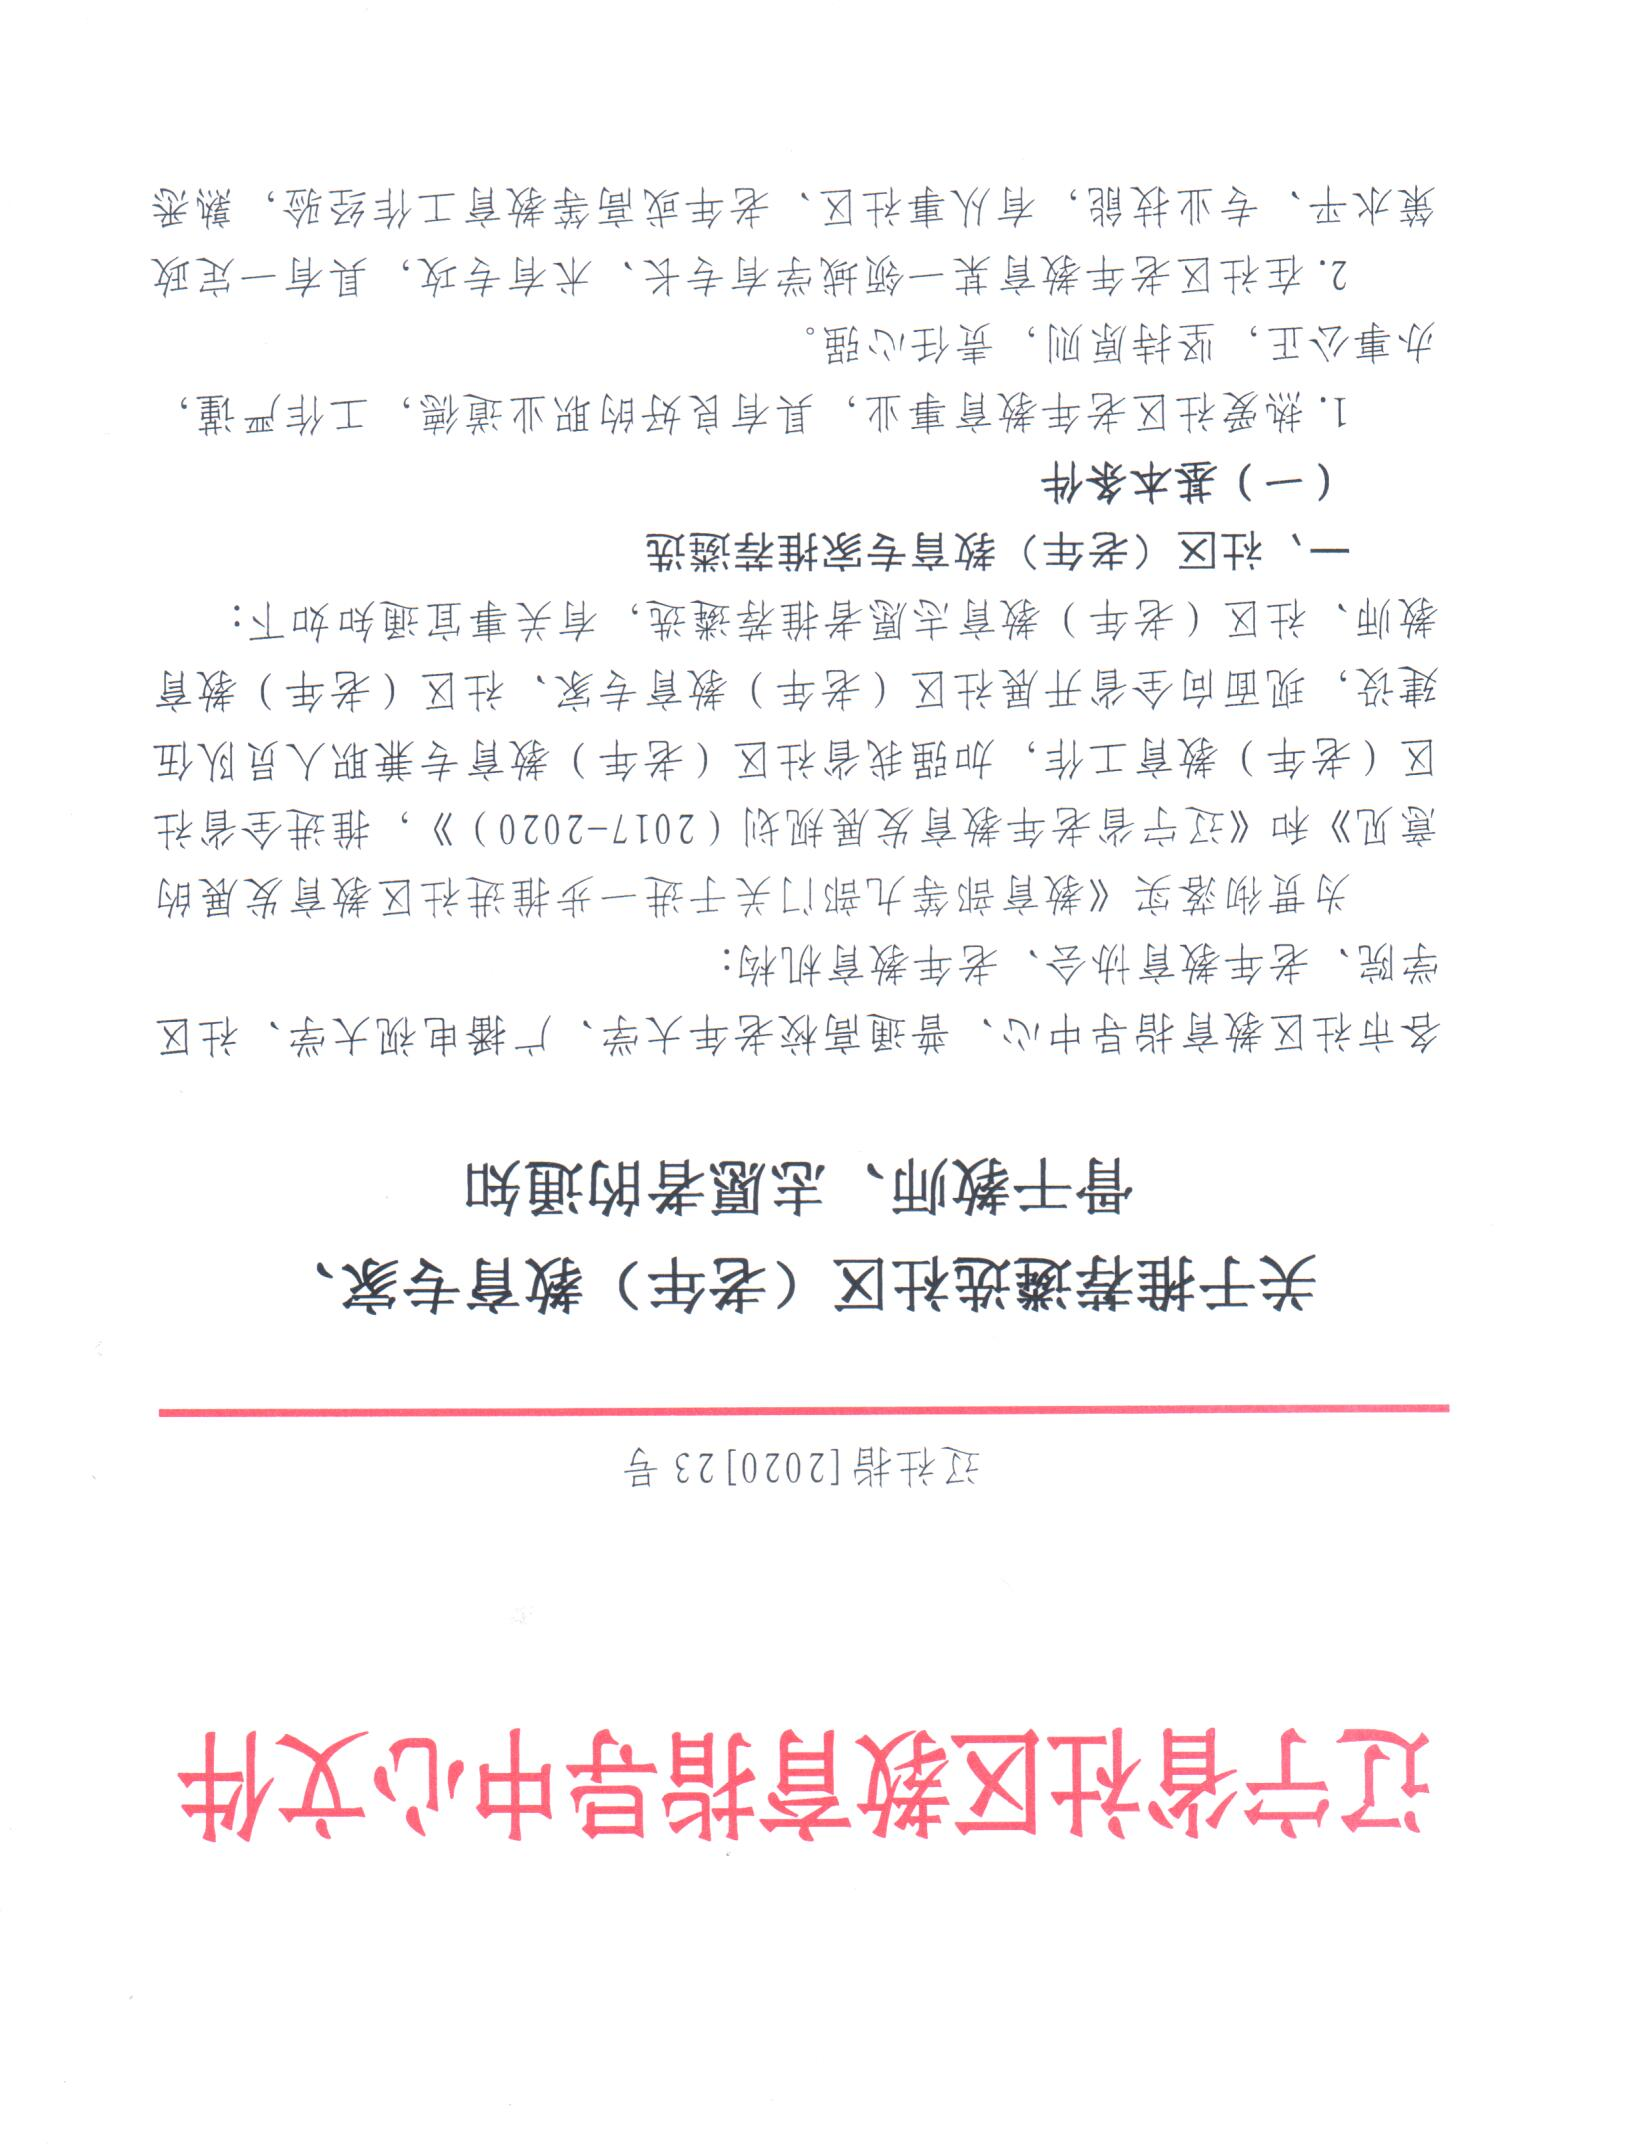 辽宁省社区教育指导中心文件
辽社指[2020]23 号
关于推荐遴选社区（老年）教育专家、
骨干教师、志愿者的通知
各市社区教育指导中心、普通高校老年大学、广播电视大学、社区
学院、老年教育协会、老年教育机构：
为贯彻落实《教育部等九部门关于进一步推进社区教育发展的
意见》和《辽宁省老年教育发展规划（2017-2020）》，推进全省社
区（老年）教育工作，加强我省社区（老年）教育专兼职人员队伍
建设，现面向全省开展社区（老年）教育专家、社区（老年）教育
教师、社区（老年）教育志愿者推荐遴选，有关事宜通知如下：
一、社区（老年）教育专家推荐遴选
（一）基本条件
1.热爱社区老年教育事业，具有良好的职业道德，工作严谨，
办事公正，坚持原则，责任心强。
2.在社区老年教育某一领域学有专长、术有专攻，具有一定政
策水平、专业技能，有从事社区、老年或高等教育工作经验，熟悉